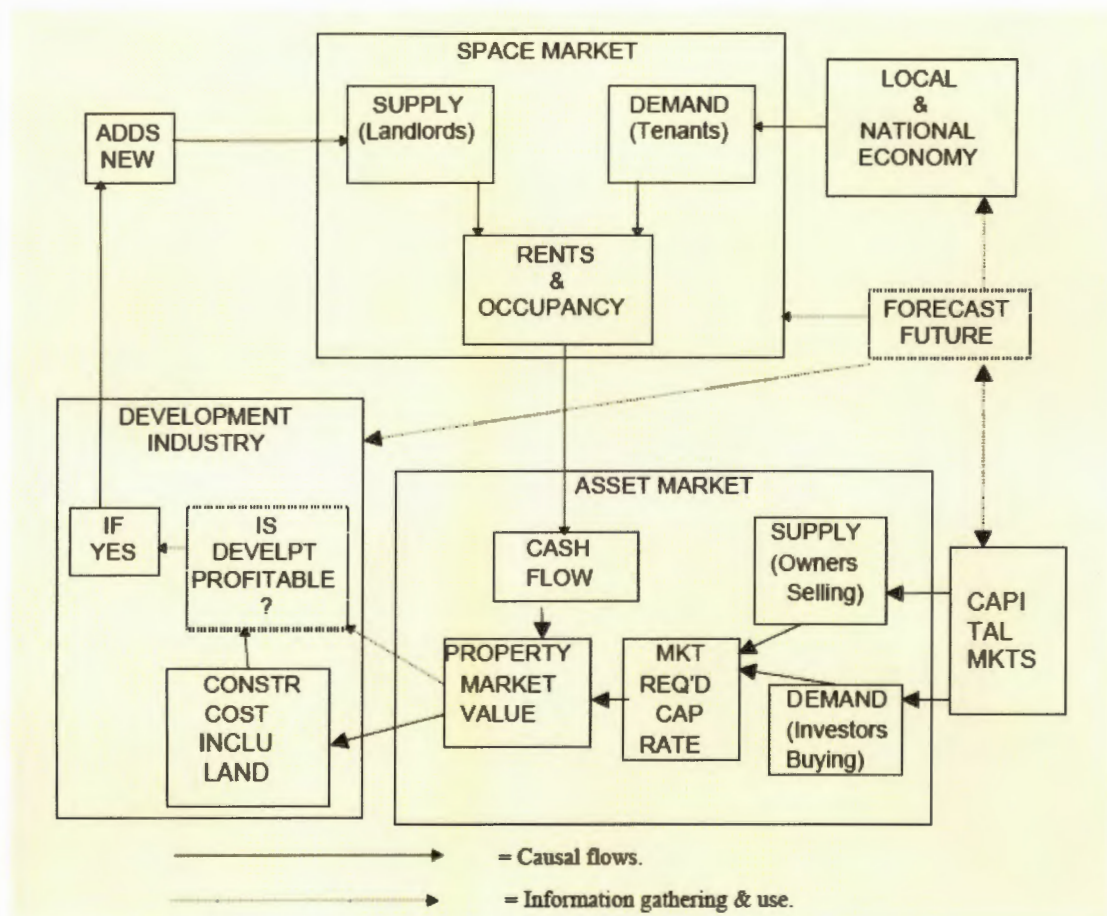 SPACE MARKET
SUPPLY
(Landlords)
DEMAND
(Tenants)
LOCAL
&
NATIONAL
ECONOMY
ADDS
NEW
RENTS
&
OCCUPANCY
FORECAST
FUTURE
DEVELOPMENT
INDUSTRY
ASSET MARKET
IF
YES
IS
DEVELPT
PROFITABLE
?
CASH
FLOW
SUPPLY
(Owners
Selling)
CAPI
TAL
MKTS
CONSTR
COST
INCLU
LAND
PROPERTY
MARKET
VALUE
MKT
REQ'D
CAP
RATE
DEMAND
(Investors
Buying)
= Causal flows.
= Information gathering & use.